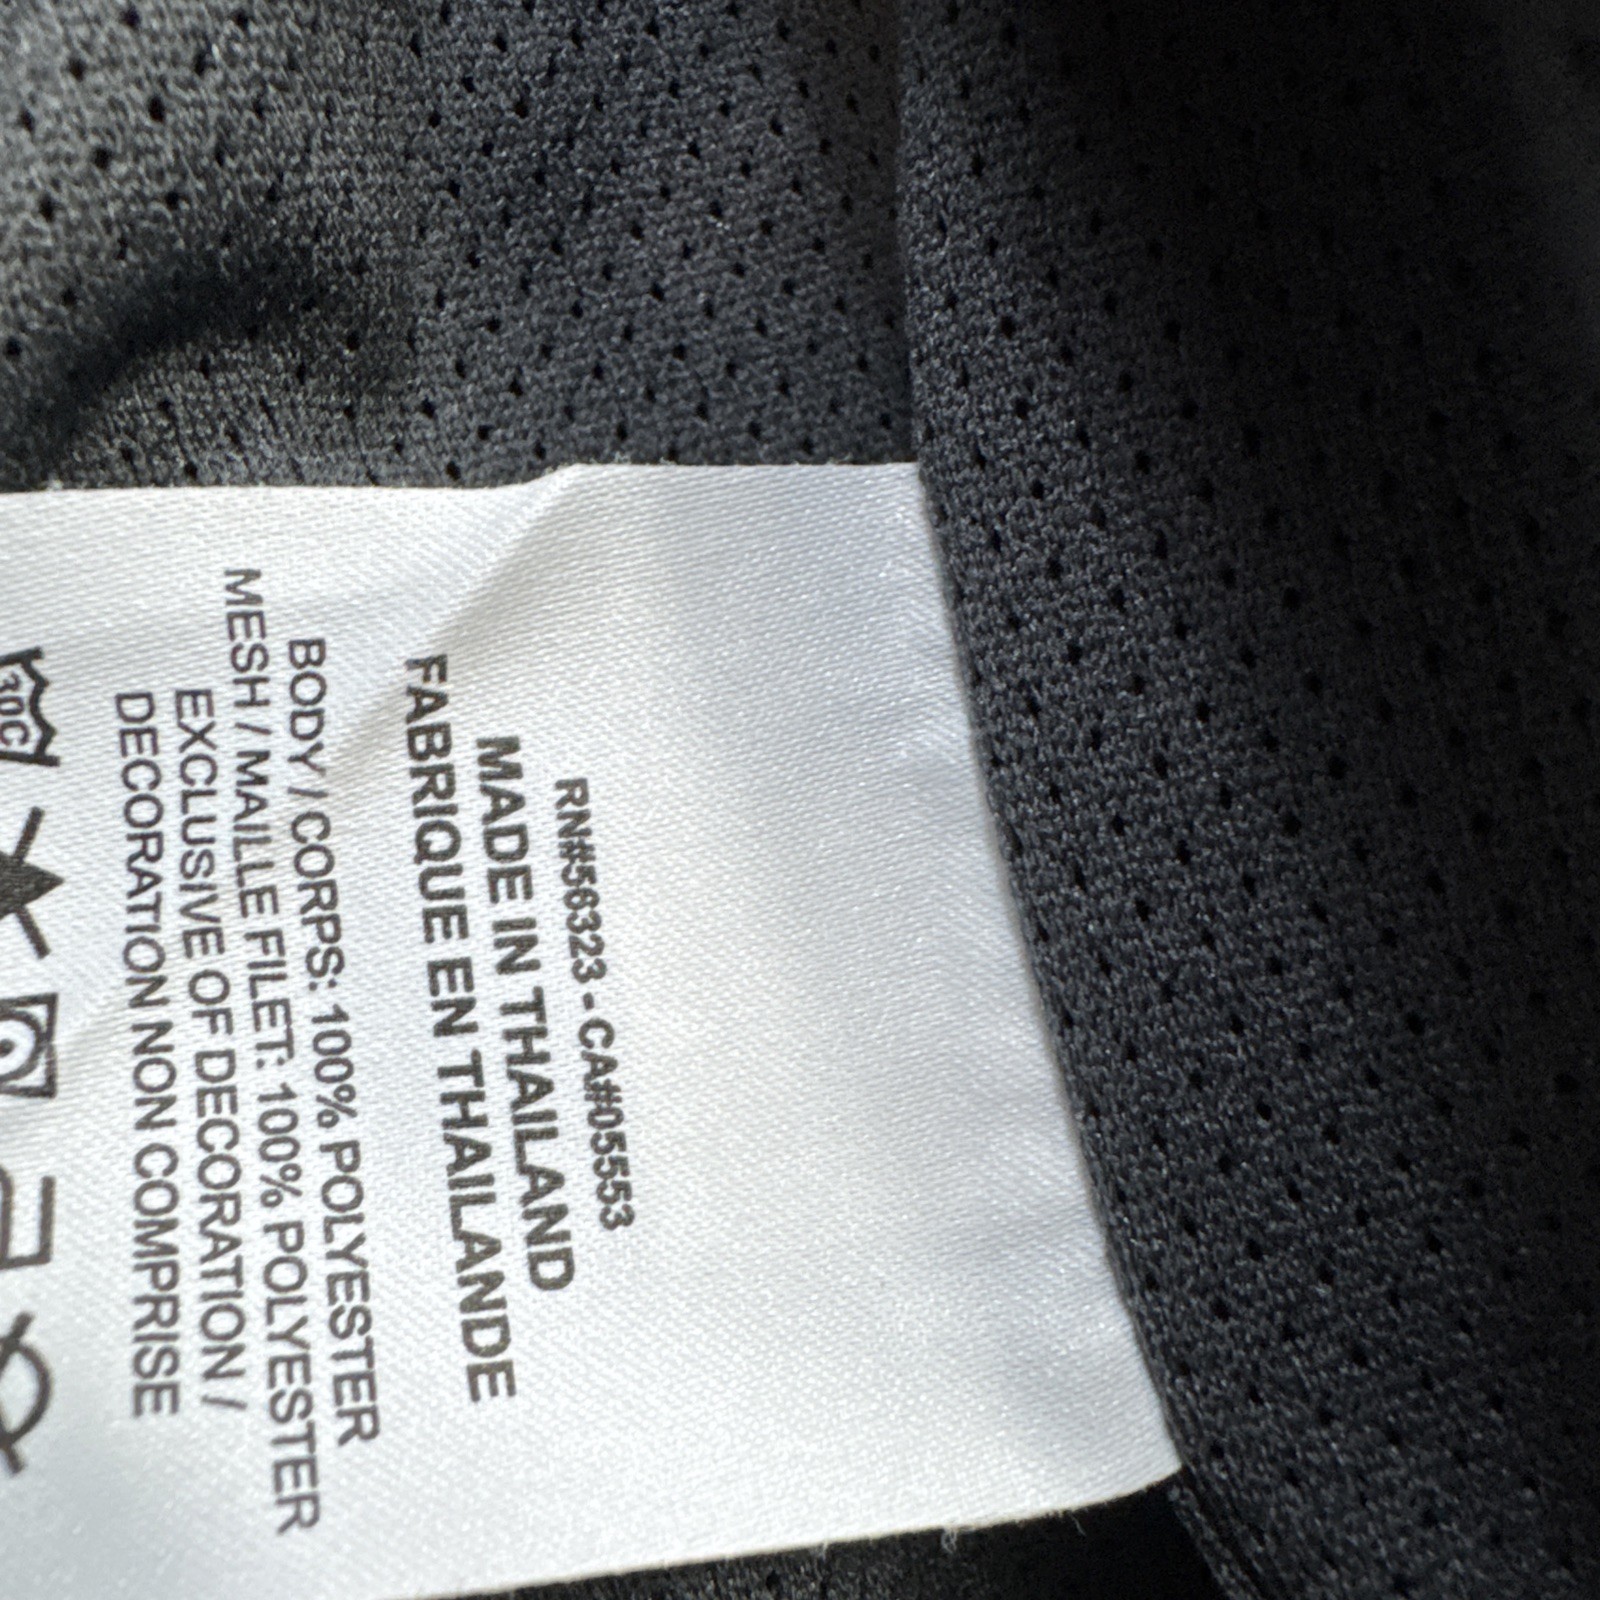 RN#56323 - CA#05553
MADE IN THAILAND
FABRIQUE EN THAILANDE
BODY / CORPS: 100% POLYESTER
MESH / MAILLE FILET: 100% POLYESTER
EXCLUSIVE OF DECORATION /
DECORATION NON COMPRISE
30C